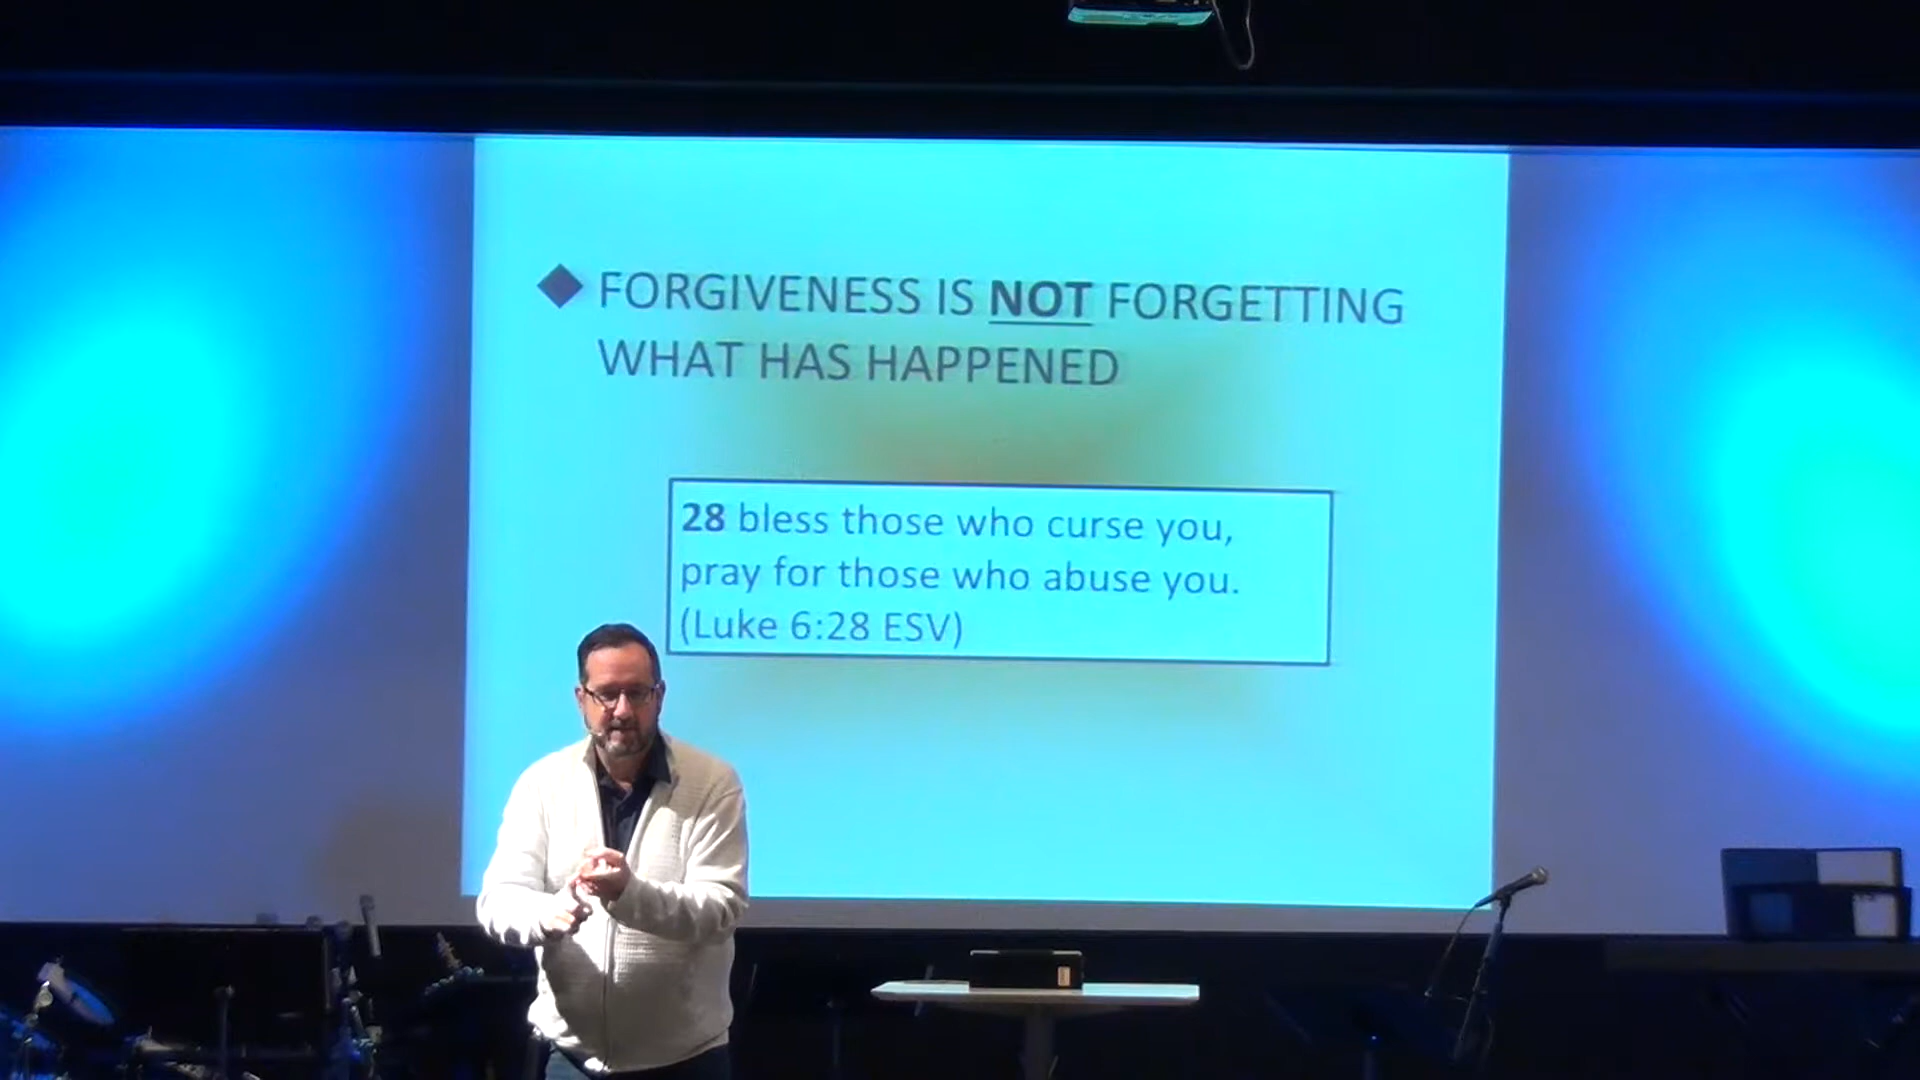 FORGIVENESS IS NOT FORGETTING
WHAT HAS HAPPENED
28 bless those who curse you,
pray for those who abuse you.
(Luke 6:28 ESV)